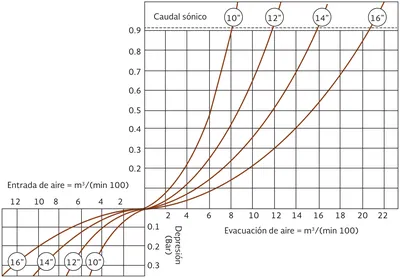 Caudal sónico
10" 12" 14" 16"
0.9
0.8
0.7
0.6
0.5
0.4
0.3
0.2
Entrada de aire = m³/(min 100)
12 10 8 6 4 2
2 4 6 8 10 12 14 16 18 20 22
0.1
0.2
0.3
Depresión
(Bar)
Evacuación de aire = m³/(min 100)
16" 14" 12" 10"